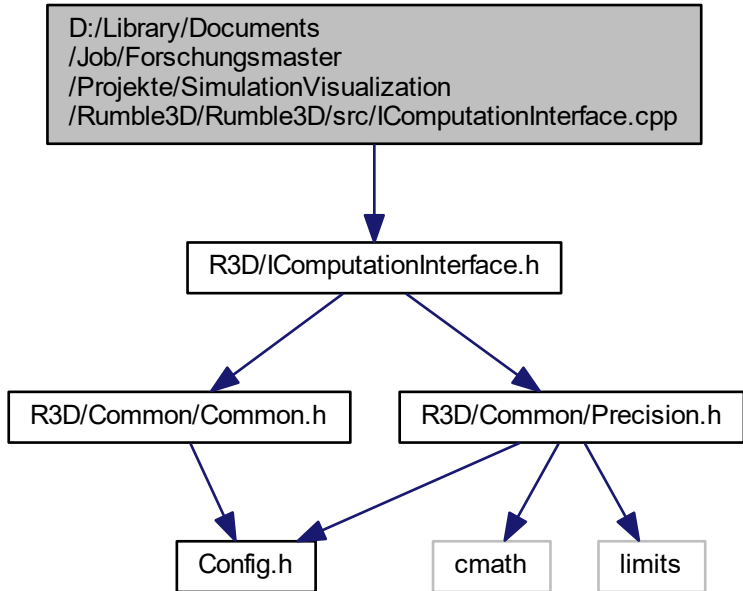 D:/Library/Documents
/Job/Forschungsmaster
/Projekte/SimulationVisualization
/Rumble3D/Rumble3D/src/IComputationInterface.cpp
R3D/IComputationInterface.h
R3D/Common/Common.h
R3D/Common/Precision.h
Config.h
cmath
limits